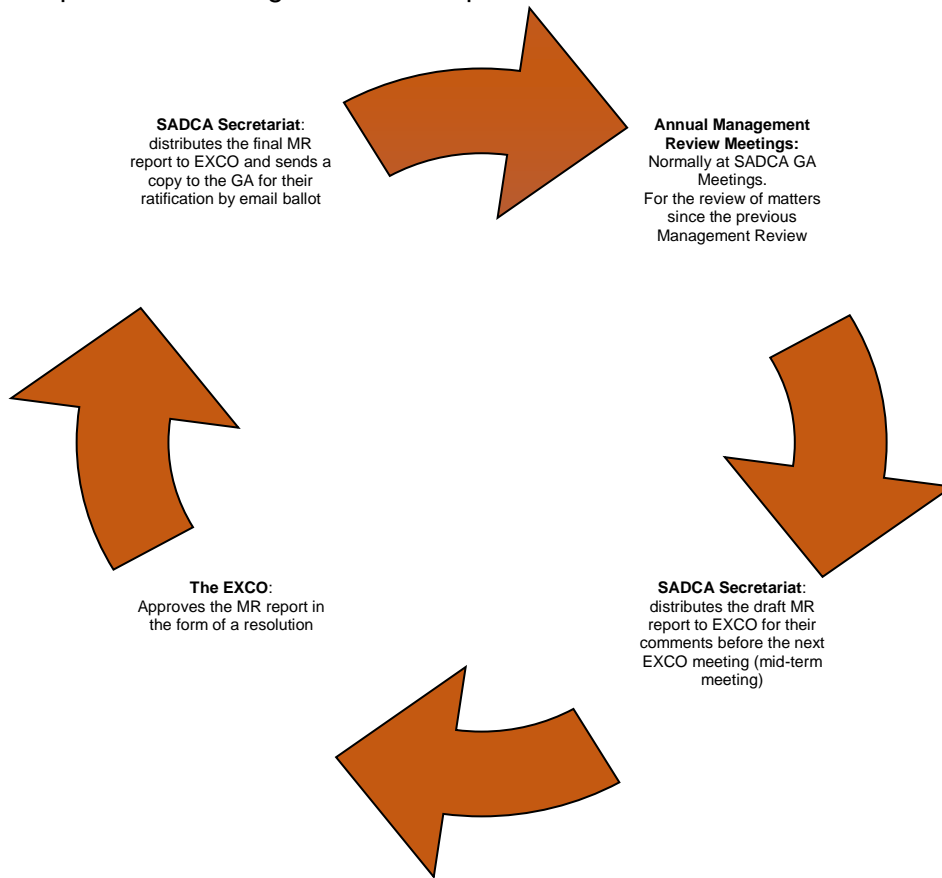 SADCA Secretariat:
distributes the final MR
report to EXCO and sends a
copy to the GA for their
ratification by email ballot
Annual Management
Review Meetings:
Normally at SADCA GA
Meetings.
For the review of matters
since the previous
Management Review
SADCA Secretariat:
distributes the draft MR
report to EXCO for their
comments before the next
EXCO meeting (mid-term
meeting)
The EXCO:
Approves the MR report in
the form of a resolution